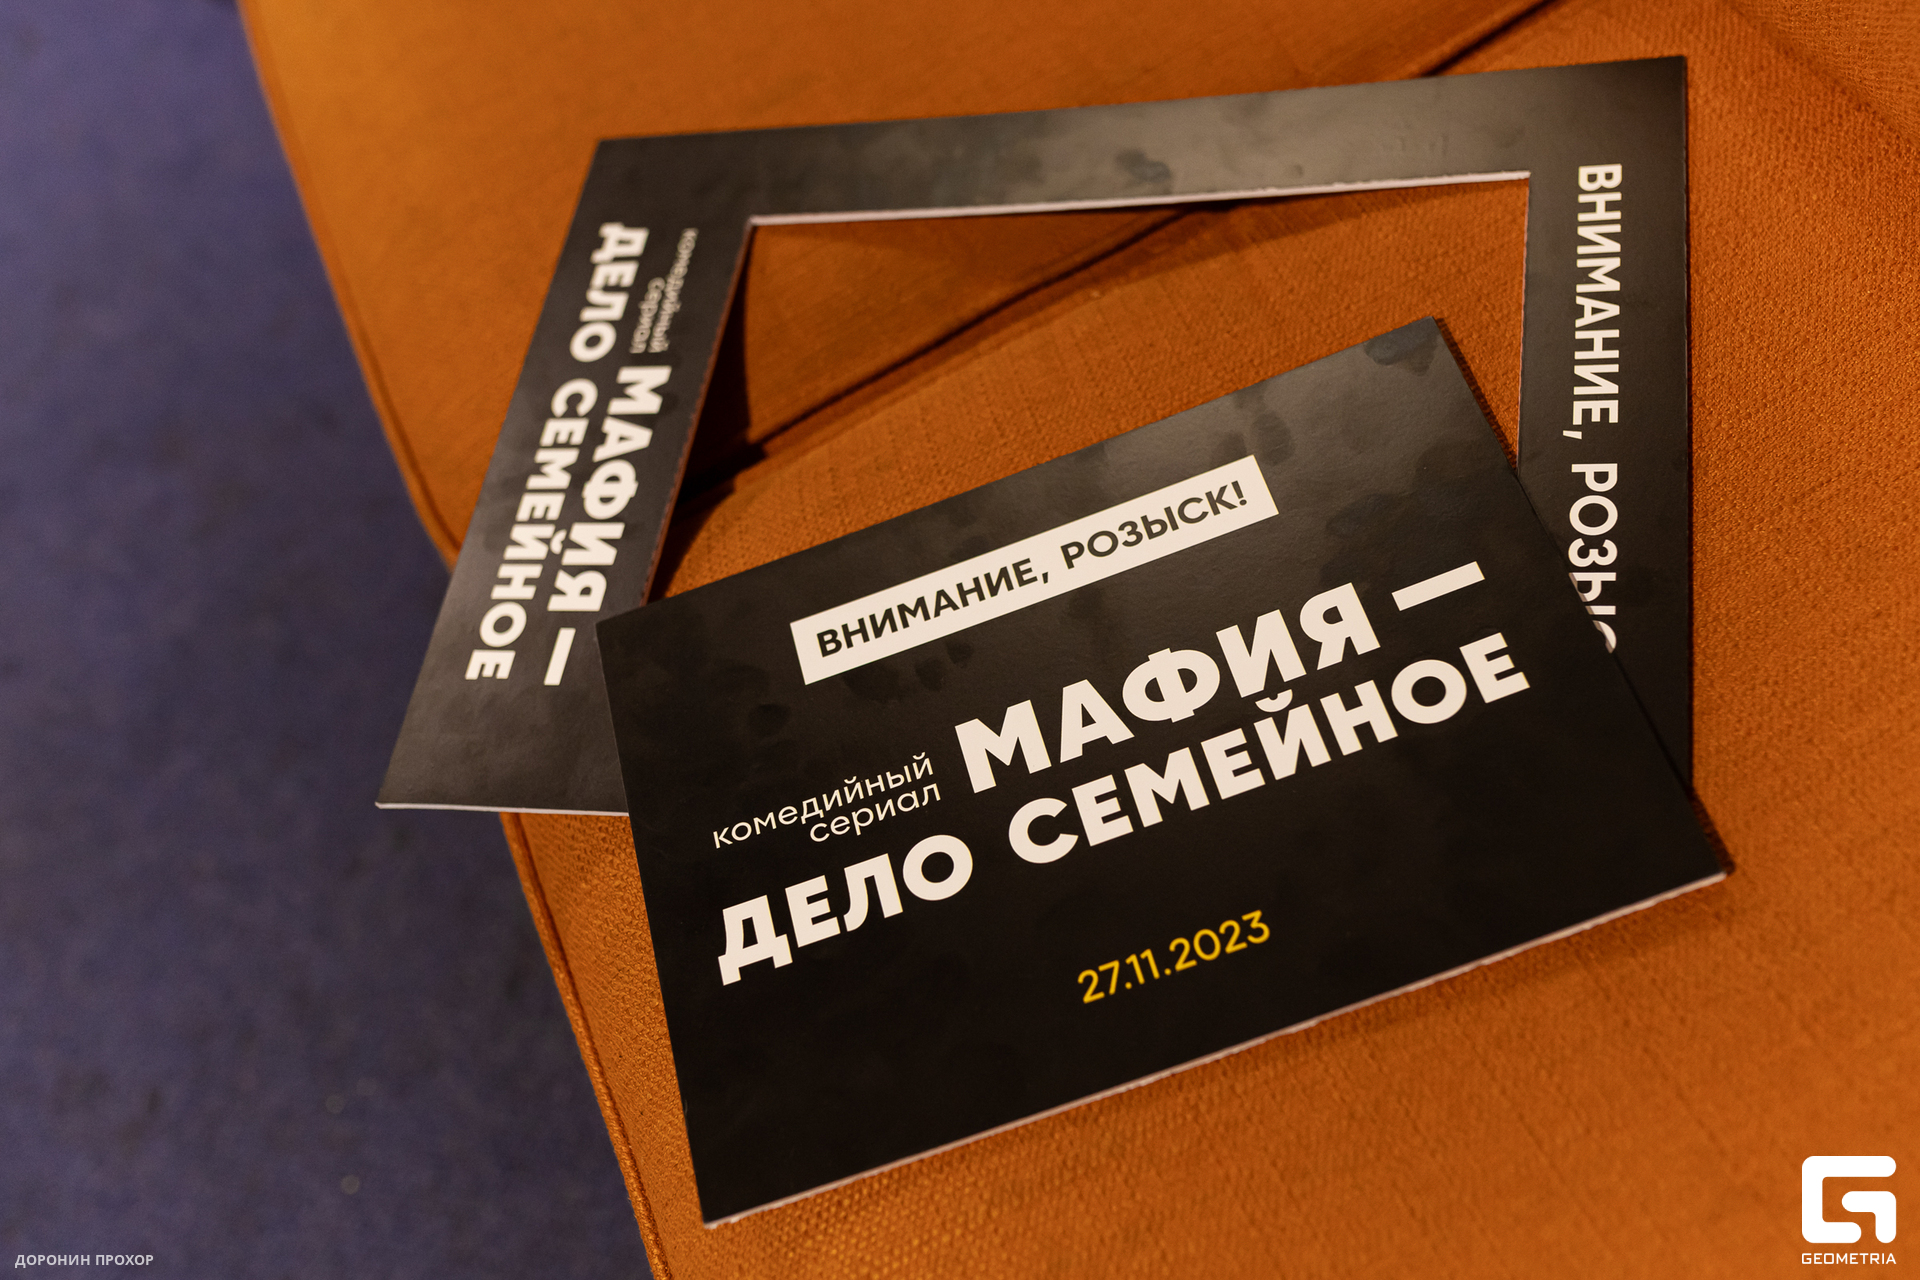 комедийный
сериал МАФИЯ —
ДЕЛО СЕМЕЙНОЕ
ВНИМАНИЕ, РОЗЫС
ВНИМАНИЕ, РОЗЫСК!
комедийный
сериал МАФИЯ —
ДЕЛО СЕМЕЙНОЕ
27.11.2023
ДОРОНИН ПРОХОР
GEOMETRIA